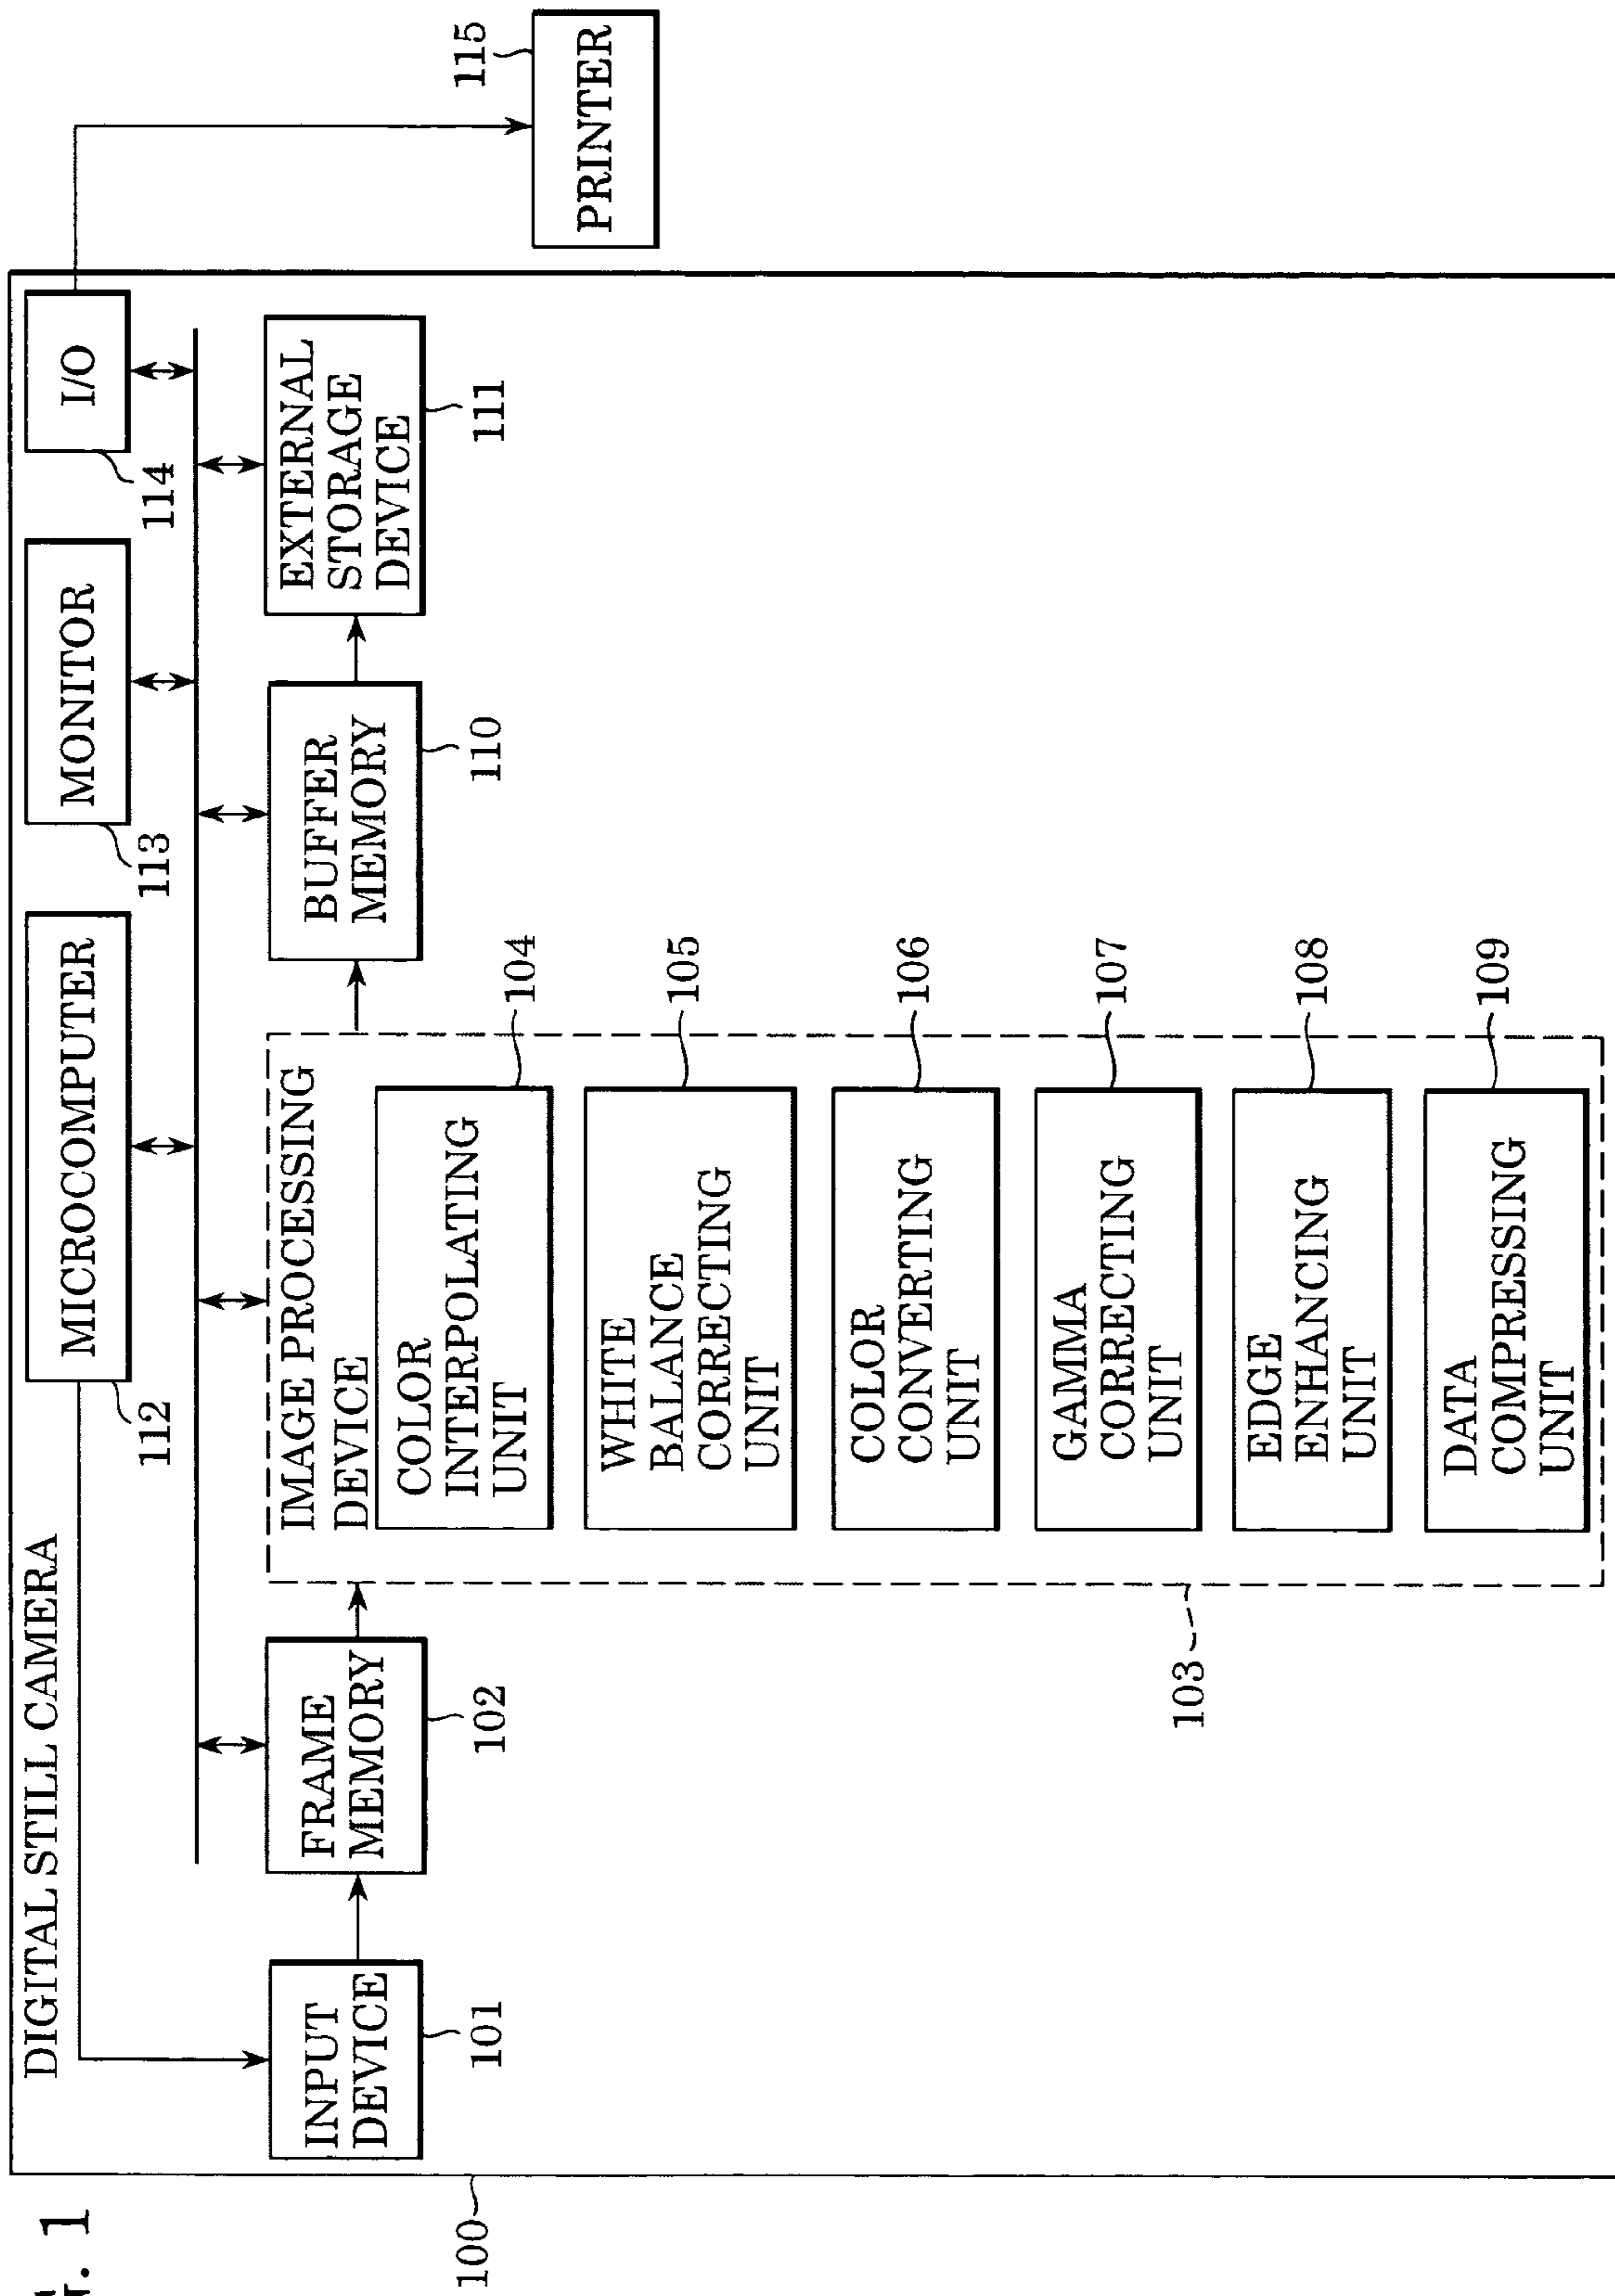 G. 1
100
DIGITAL STILL CAMERA
112
MICROCOMPUTER
113
MONITOR
114
I/O
INPUT
DEVICE
101
FRAME
MEMORY
102
IMAGE PROCESSING
DEVICE
103
COLOR
INTERPOLATING
UNIT
104
WHITE
BALANCE
CORRECTING
UNIT
105
COLOR
CONVERTING
UNIT
106
GAMMA
CORRECTING
UNIT
107
EDGE
ENHANCING
UNIT
108
DATA
COMPRESSING
UNIT
109
BUFFER
MEMORY
110
EXTERNAL
STORAGE
DEVICE
111
115
PRINTER